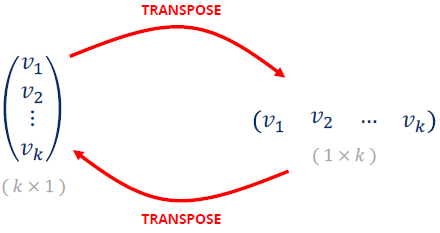 TRANSPOSE
v₁
v₂
⋮
vₖ
(k × 1)
(v₁ v₂ ... vₖ)
(1 × k)
TRANSPOSE